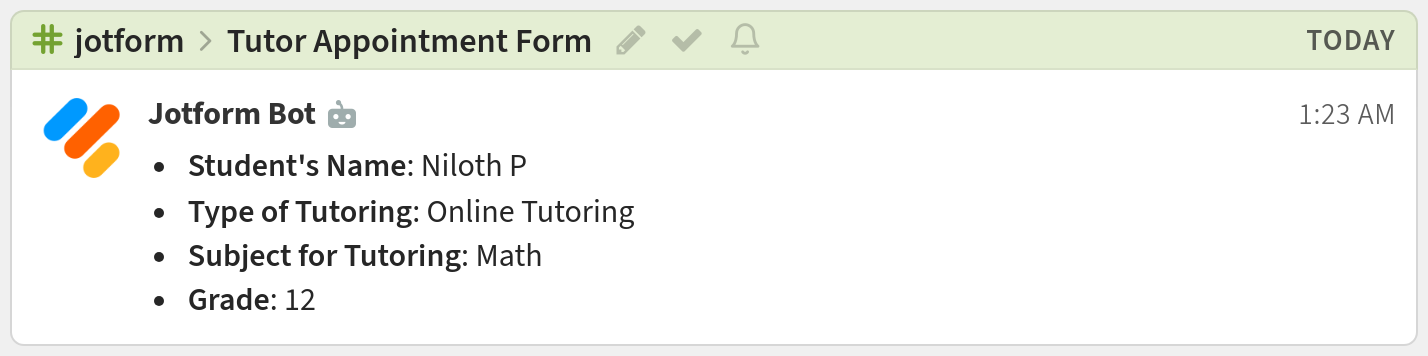 # jotform > Tutor Appointment Form TODAY
Jotform Bot 1:23 AM
• Student's Name: Niloth P
• Type of Tutoring: Online Tutoring
• Subject for Tutoring: Math
• Grade: 12